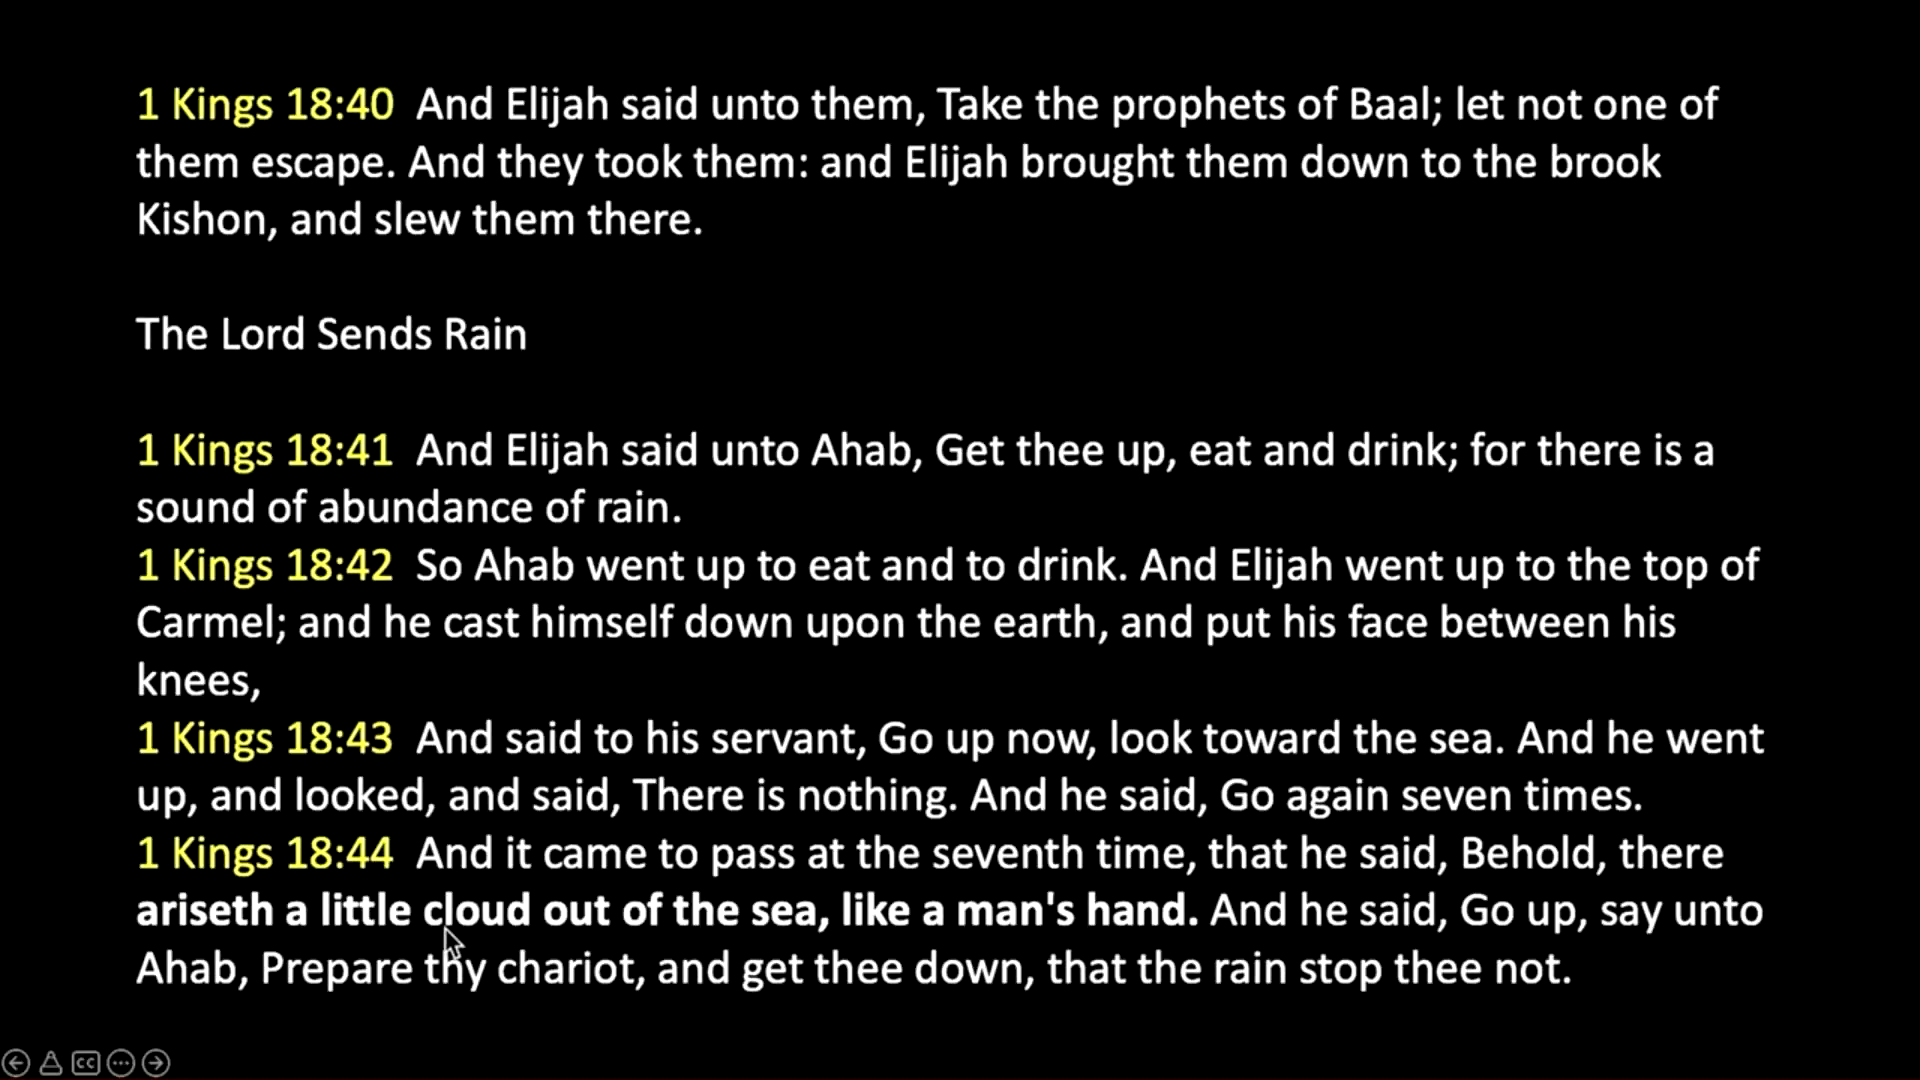 1 Kings 18:40  And Elijah said unto them, Take the prophets of Baal; let not one of
them escape. And they took them: and Elijah brought them down to the brook
Kishon, and slew them there.
The Lord Sends Rain
1 Kings 18:41  And Elijah said unto Ahab, Get thee up, eat and drink; for there is a
sound of abundance of rain.
1 Kings 18:42  So Ahab went up to eat and to drink. And Elijah went up to the top of
Carmel; and he cast himself down upon the earth, and put his face between his
knees,
1 Kings 18:43  And said to his servant, Go up now, look toward the sea. And he went
up, and looked, and said, There is nothing. And he said, Go again seven times.
1 Kings 18:44  And it came to pass at the seventh time, that he said, Behold, there
ariseth a little cloud out of the sea, like a man's hand. And he said, Go up, say unto
Ahab, Prepare thy chariot, and get thee down, that the rain stop thee not.
CC